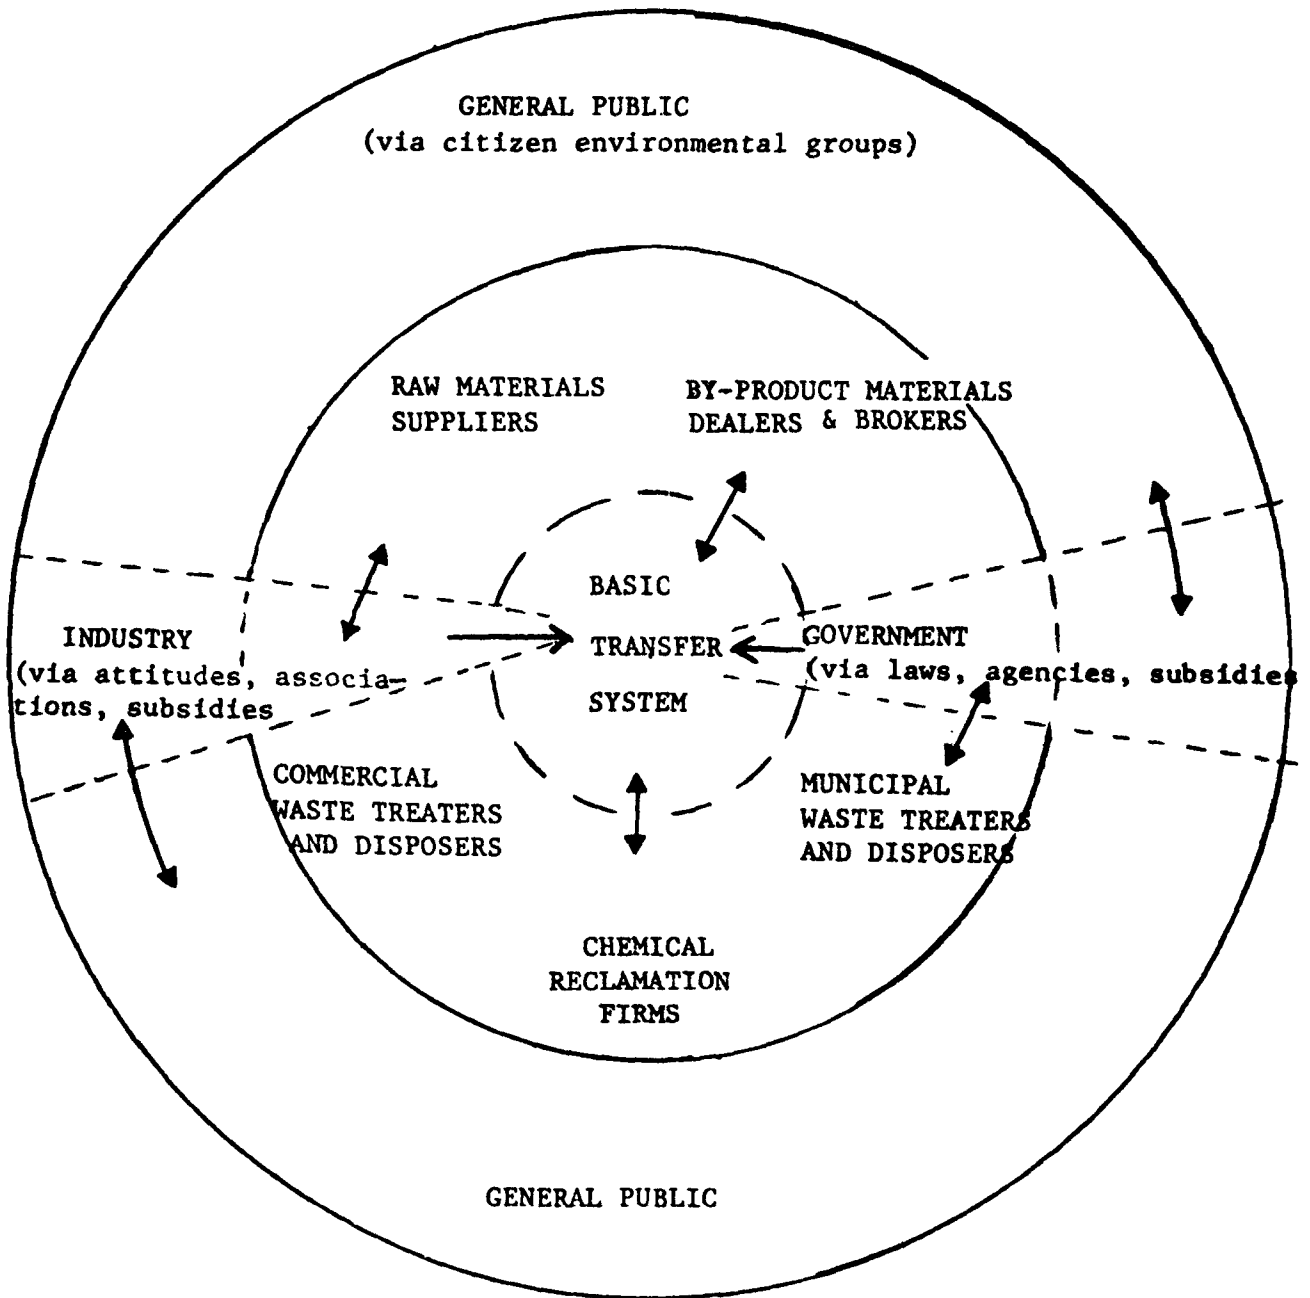 GENERAL PUBLIC
(via citizen environmental groups)
RAW MATERIALS
SUPPLIERS
BY-PRODUCT MATERIALS
DEALERS & BROKERS
BASIC
TRANSFER
SYSTEM
INDUSTRY
(via attitudes, associa-
tions, subsidies
GOVERNMENT
(via laws, agencies, subsidies
COMMERCIAL
WASTE TREATERS
AND DISPOSERS
MUNICIPAL
WASTE TREATERS
AND DISPOSERS
CHEMICAL
RECLAMATION
FIRMS
GENERAL PUBLIC